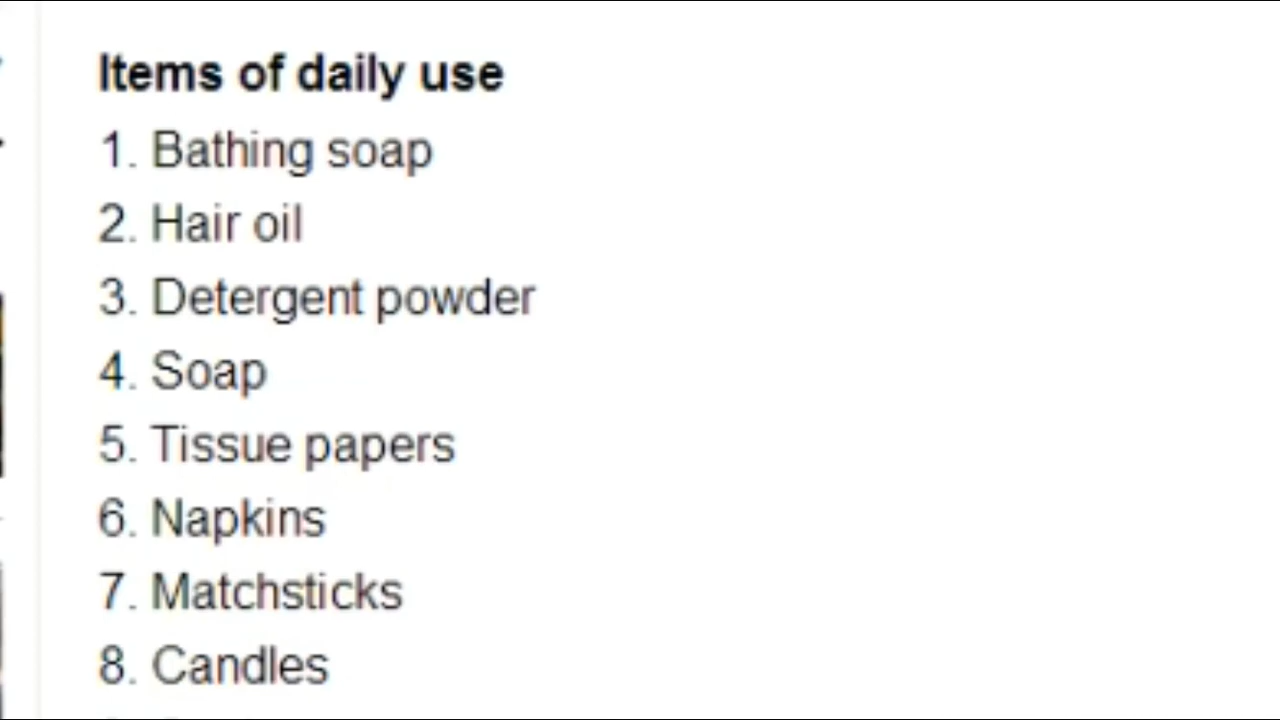 Items of daily use
1. Bathing soap
2. Hair oil
3. Detergent powder
4. Soap
5. Tissue papers
6. Napkins
7. Matchsticks
8. Candles